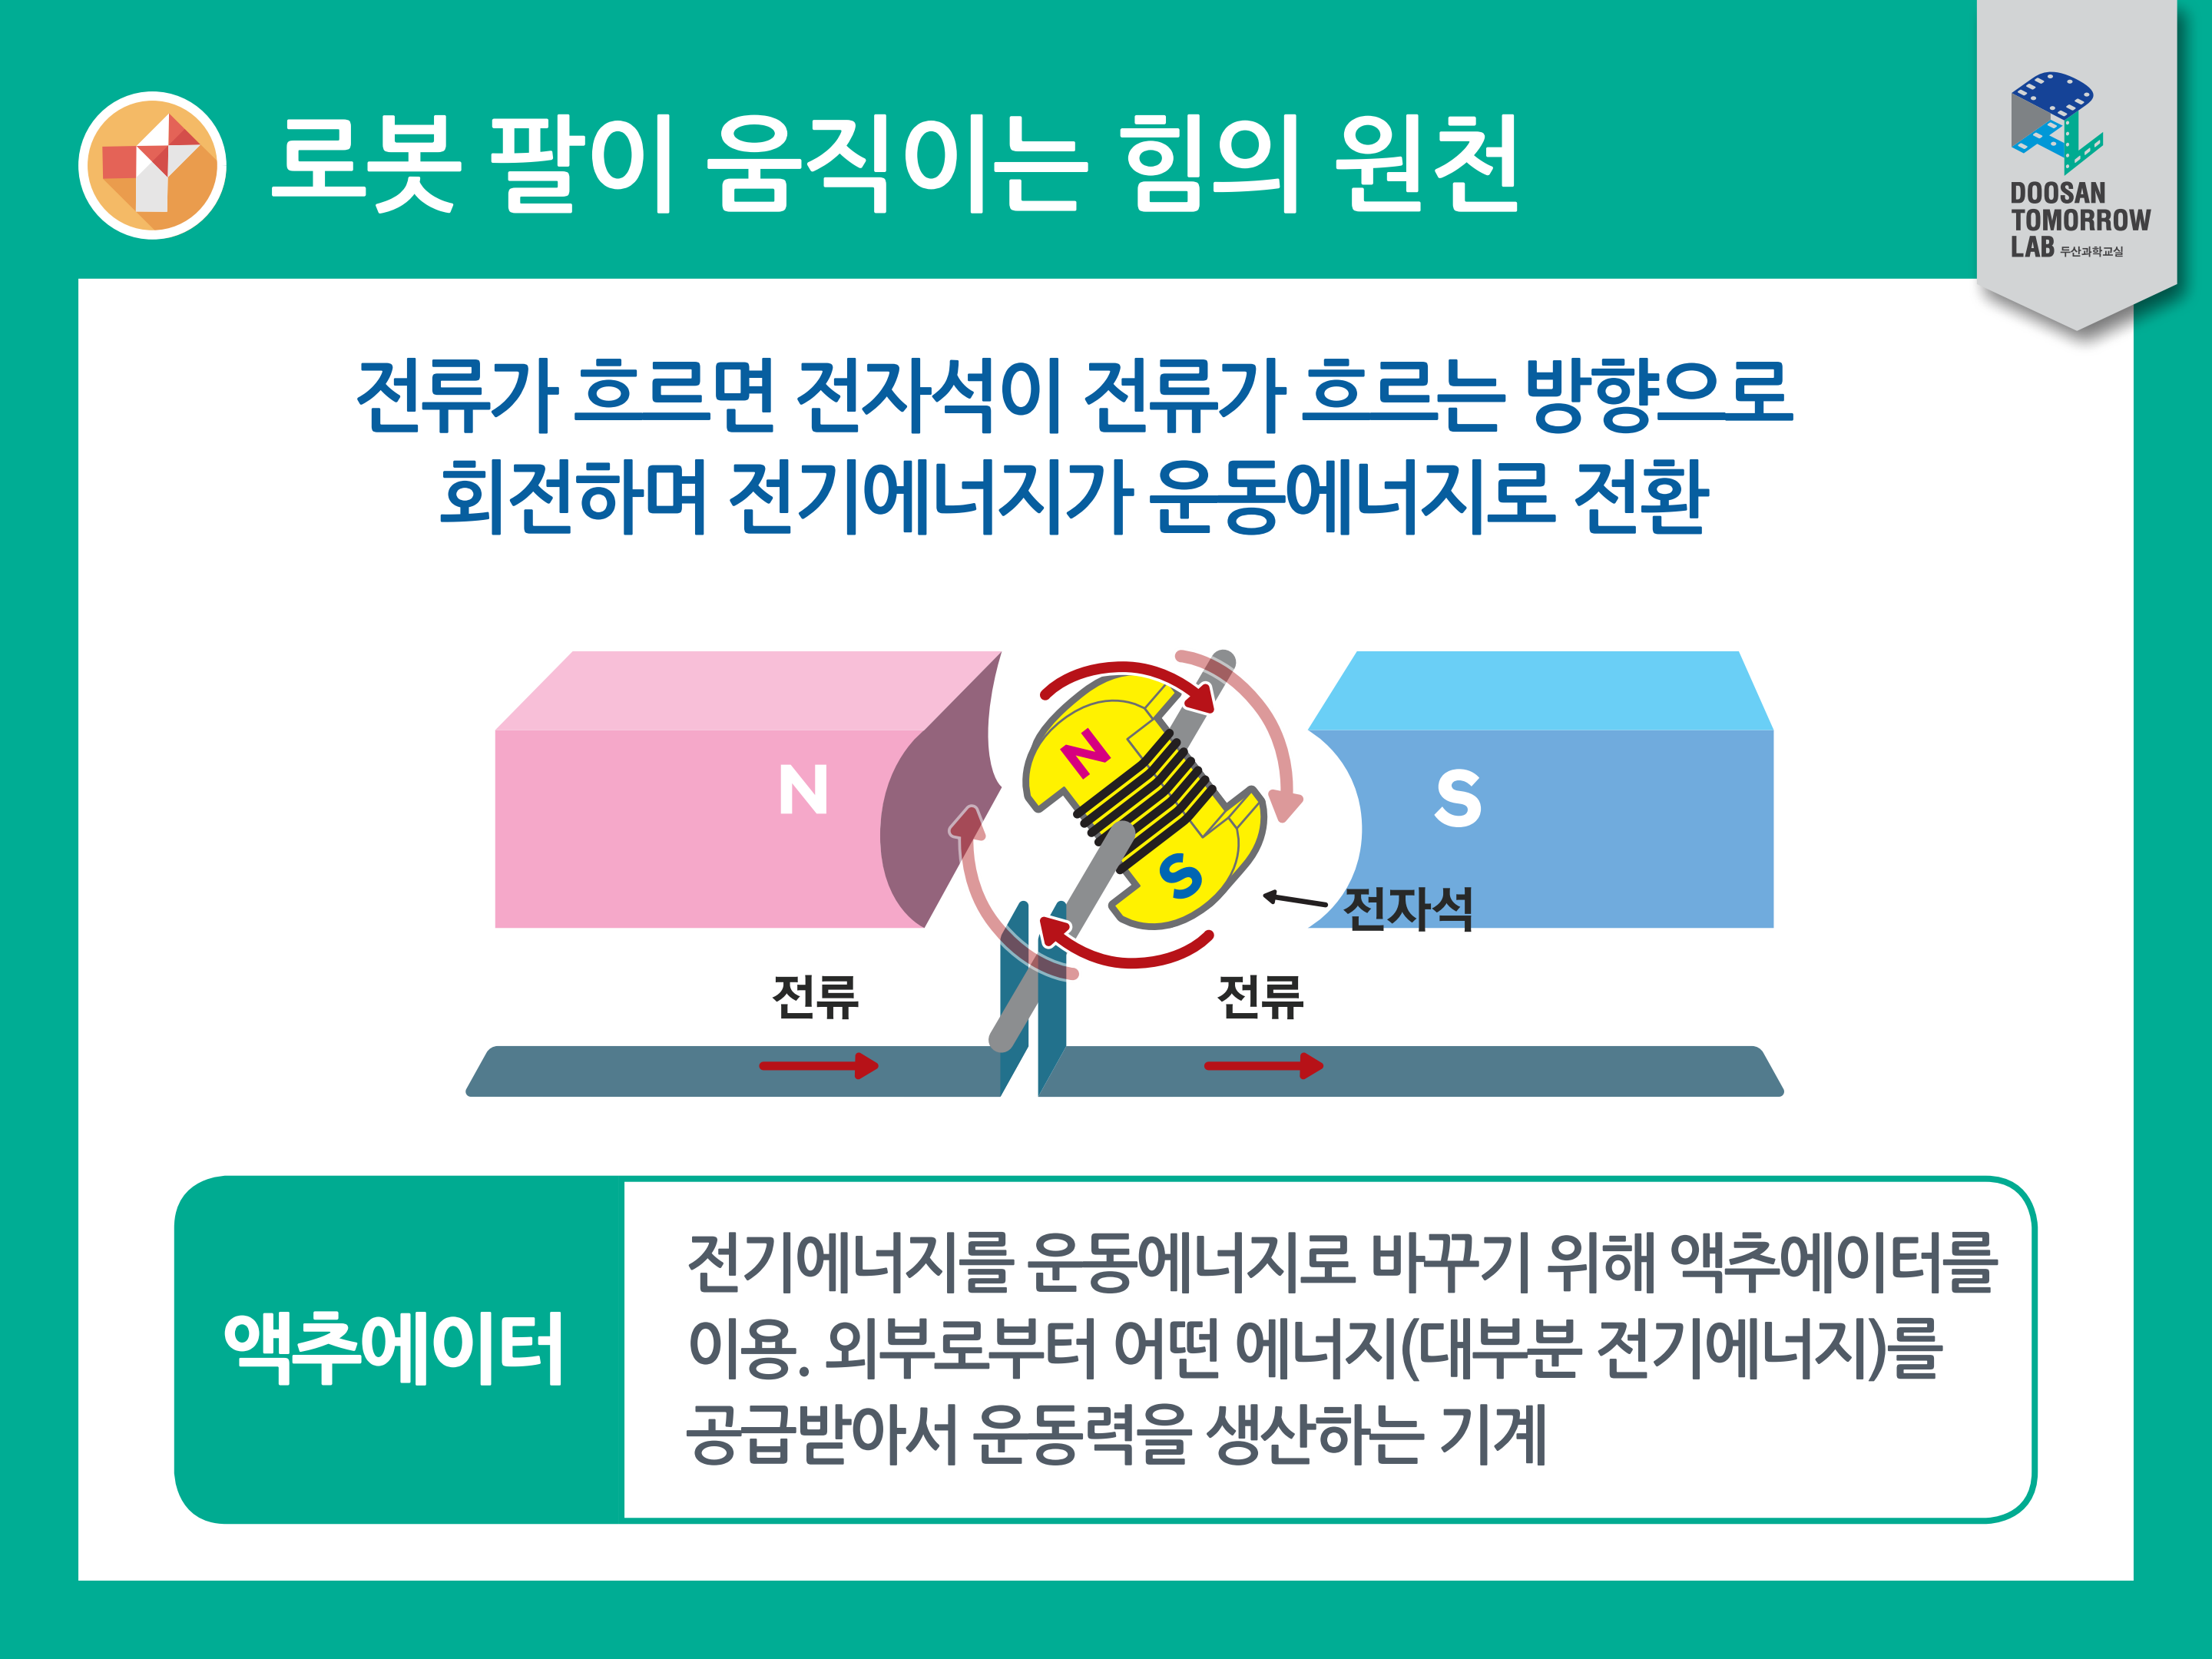 로봇 팔이 움직이는 힘의 원천
DOOSAN
TOMORROW
LAB 두산과학교실
전류가 흐르면 전자석이 전류가 흐르는 방향으로
회전하며 전기에너지가 운동에너지로 전환
N
N
S
S
전자석
전류
전류
액추에이터
전기에너지를 운동에너지로 바꾸기 위해 액추에이터를
이용. 외부로부터 어떤 에너지(대부분 전기에너지)를
공급받아서 운동력을 생산하는 기계